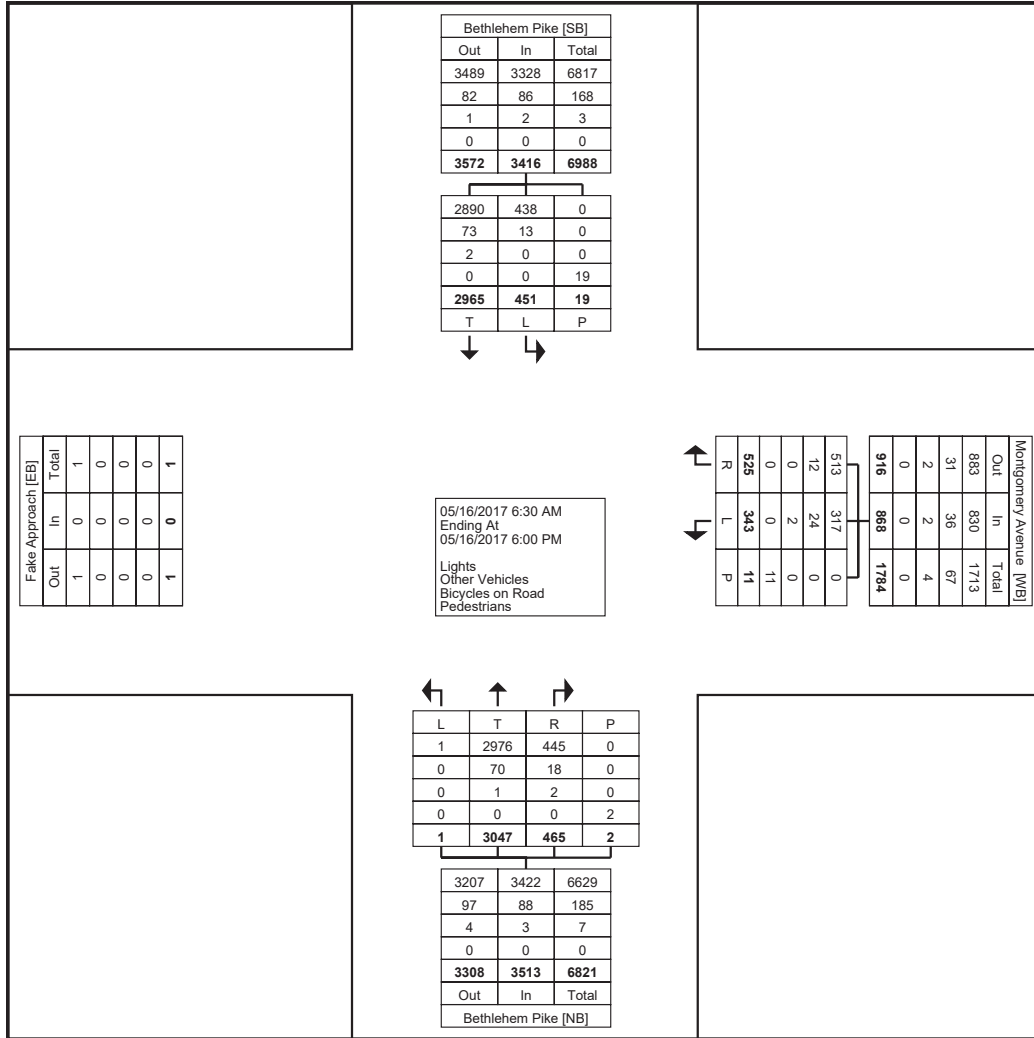 Bethlehem Pike [SB]
Out In Total
3489 3328 6817
82 86 168
1 2 3
0 0 0
3572 3416 6988
2890 438 0
73 13 0
2 0 0
0 0 19
2965 451 19
T L P
Fake Approach [EB]
Total In Out
1 0 1
0 0 0
0 0 0
0 0 0
1 0 1
05/16/2017 6:30 AM
Ending At
05/16/2017 6:00 PM
Lights
Other Vehicles
Bicycles on Road
Pedestrians
Montgomery Avenue [WB]
Out In Total
883 830 1713
31 36 67
2 2 4
0 0 0
916 868 1784
513 317 0
12 24 0
0 2 0
0 0 11
525 343 11
R L P
L T R P
1 2976 445 0
0 70 18 0
0 1 2 0
0 0 0 2
1 3047 465 2
3207 3422 6629
97 88 185
4 3 7
0 0 0
3308 3513 6821
Out In Total
Bethlehem Pike [NB]